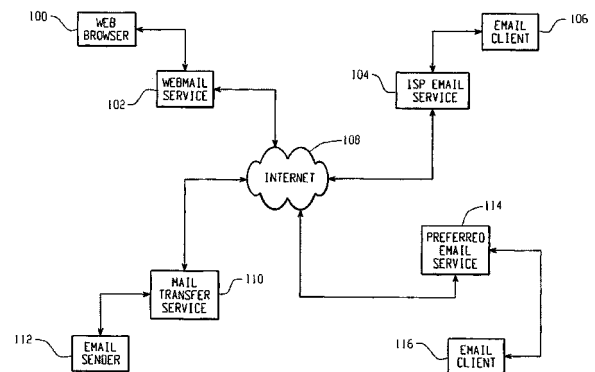 100
WEB
BROWSER
EMAIL
CLIENT
106
WEBMAIL
SERVICE
102
104
ISP EMAIL
SERVICE
108
INTERNET
114
PREFERRED
EMAIL
SERVICE
MAIL
TRANSFER
SERVICE
110
112
EMAIL
SENDER
116
EMAIL
CLIENT